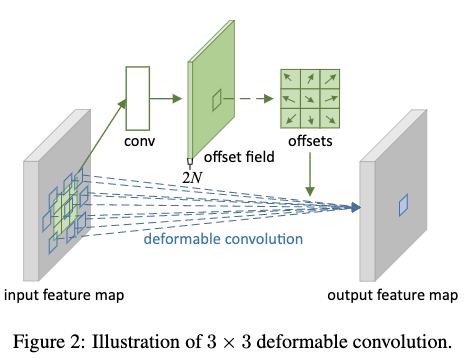 conv
offset field
offsets
2N
deformable convolution
input feature map
output feature map
Figure 2: Illustration of 3 × 3 deformable convolution.